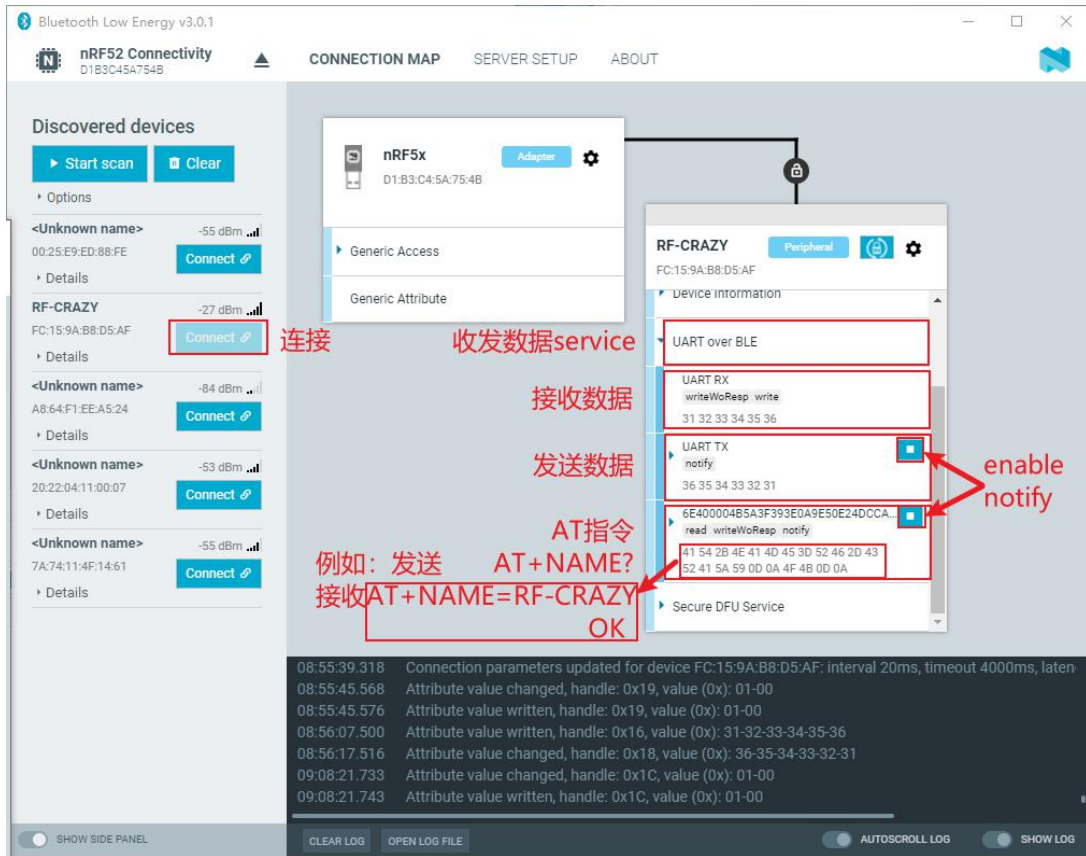 Bluetooth Low Energy v3.0.1
nRF52 Connectivity
D1B3C45A754B
CONNECTION MAP
SERVER SETUP
ABOUT
Discovered devices
Start scan
Clear
Options
<Unknown name>
-55 dBm
00:25:E9:ED:88:FE
Connect
Details
RF-CRAZY
-27 dBm
FC:15:9A:B8:D5:AF
Connect
Details
连接
<Unknown name>
-84 dBm
A8:64:F1:EE:A5:24
Connect
Details
<Unknown name>
-53 dBm
20:22:04:11:00:07
Connect
Details
<Unknown name>
-55 dBm
7A:74:11:4F:14:61
Connect
Details
nRF5x
Adapter
D1:B3:C4:5A:75:4B
Generic Access
Generic Attribute
RF-CRAZY
Peripheral
FC:15:9A:B8:D5:AF
Device Information
收发数据service
UART over BLE
接收数据
UART RX
writeWoResp write
31 32 33 34 35 36
发送数据
UART TX
notify
36 35 34 33 32 31
enable
notify
AT指令
6E400004B5A3F393E0A9E50E24DCCA...
read writeWoResp notify
41 54 2B 4E 41 4D 45 3D 52 46 2D 43
52 41 5A 59 0D 0A 4F 4B 0D 0A
例如：发送 AT+NAME?
接收AT+NAME=RF-CRAZY
OK
Secure DFU Service
08:55:39.318 Connection parameters updated for device FC:15:9A:B8:D5:AF: interval 20ms, timeout 4000ms, laten
08:55:45.568 Attribute value changed, handle: 0x19, value (0x): 01-00
08:55:45.576 Attribute value written, handle: 0x19, value (0x): 01-00
08:56:07.500 Attribute value written, handle: 0x16, value (0x): 31-32-33-34-35-36
08:56:17.516 Attribute value changed, handle: 0x18, value (0x): 36-35-34-33-32-31
09:08:21.733 Attribute value changed, handle: 0x1C, value (0x): 01-00
09:08:21.743 Attribute value written, handle: 0x1C, value (0x): 01-00
SHOW SIDE PANEL
CLEAR LOG
OPEN LOG FILE
AUTOSCROLL LOG
SHOW LOG